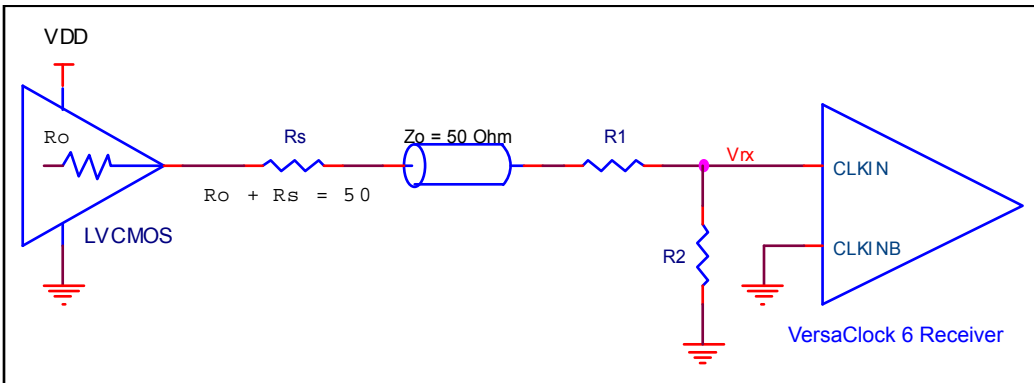 VDD
Ro
Rs
Zo = 50 Ohm
R1
Vrx
CLKIN
Ro + Rs = 50
LVCMOS
R2
CLKINB
VersaClock 6 Receiver